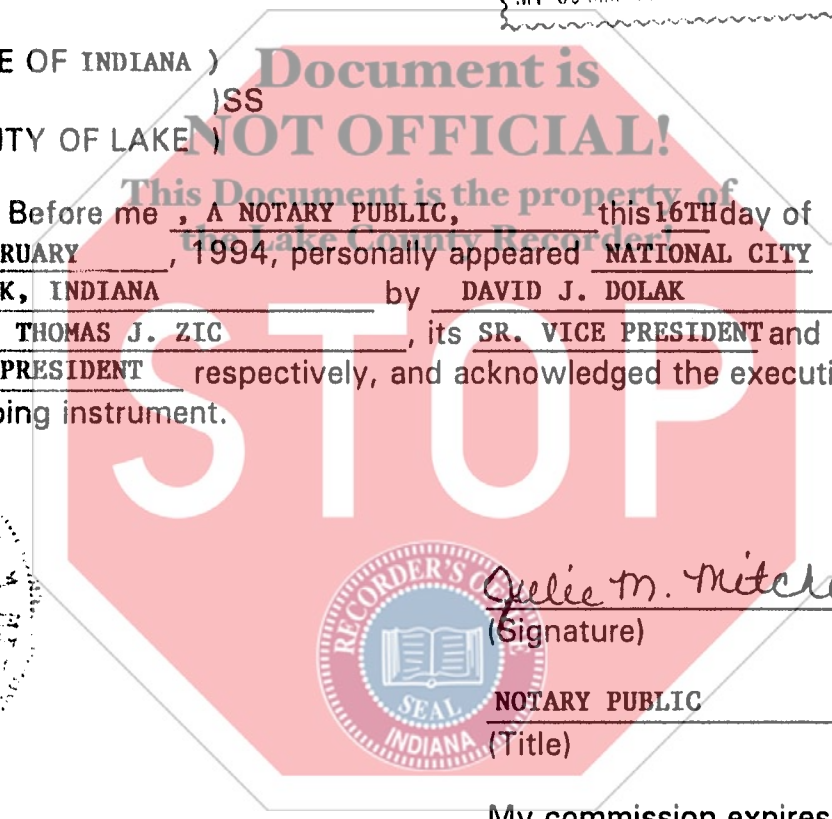 E OF INDIANA )
)SS
TY OF LAKE )
Document is
NOT OFFICIAL!
This Document is the property of
the Lake County Recorder!
Before me , A NOTARY PUBLIC, this 16TH day of
RUARY , 1994, personally appeared NATIONAL CITY
K, INDIANA by DAVID J. DOLAK
THOMAS J. ZIC , its SR. VICE PRESIDENT and
PRESIDENT respectively, and acknowledged the executi
oing instrument.
STOP
RECORDER'S OFFICE
SEAL
INDIANA
Julie M. Mitche
(Signature)
NOTARY PUBLIC
(Title)
My commission expires